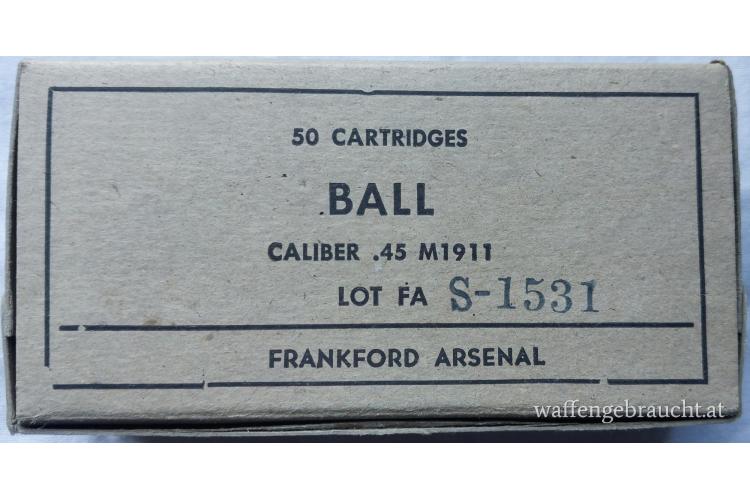 50 CARTRIDGES
BALL
CALIBER .45 M1911
LOT FA S-1531
FRANKFORD ARSENAL
waffengebraucht.at